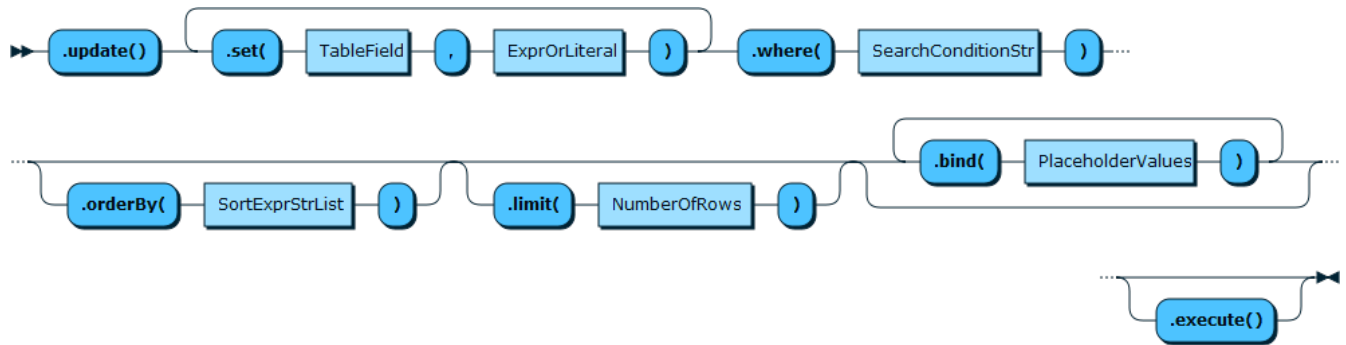 .update() .set( TableField , ExprOrLiteral ) .where( SearchConditionStr )
.orderBy( SortExprStrList ) .limit( NumberOfRows ) .bind( PlaceholderValues )
.execute()